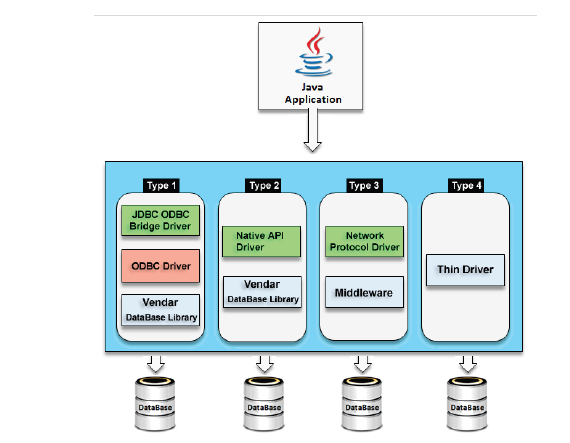 Java
Application
Type 1
Type 2
Type 3
Type 4
JDBC ODBC
Bridge Driver
ODBC Driver
Vendar
DataBase Library
Native API
Driver
Vendar
DataBase Library
Network
Protocol Driver
Middleware
Thin Driver
DataBase
DataBase
DataBase
DataBase